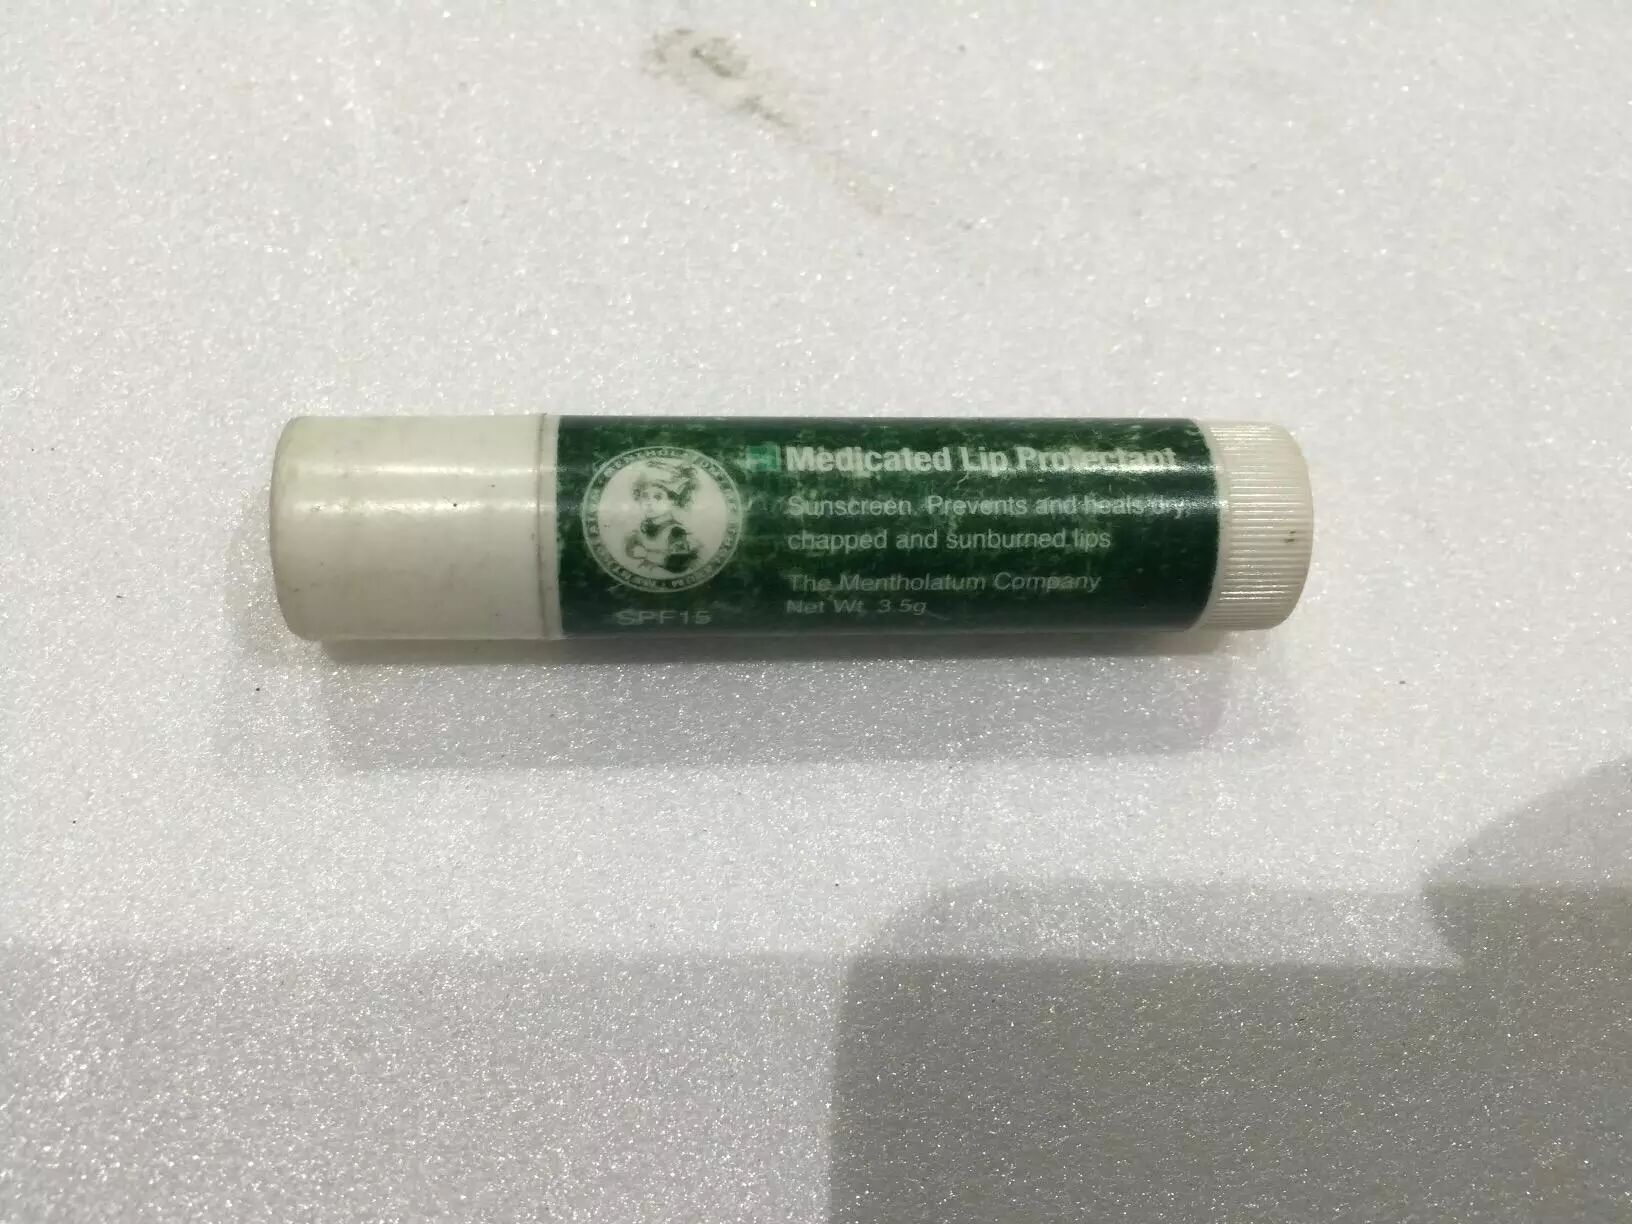 Medicated Lip Protectant
Sunscreen. Prevents and heals dry
chapped and sunburned lips
The Mentholatum Company
Net Wt. 3.5g
SPF15